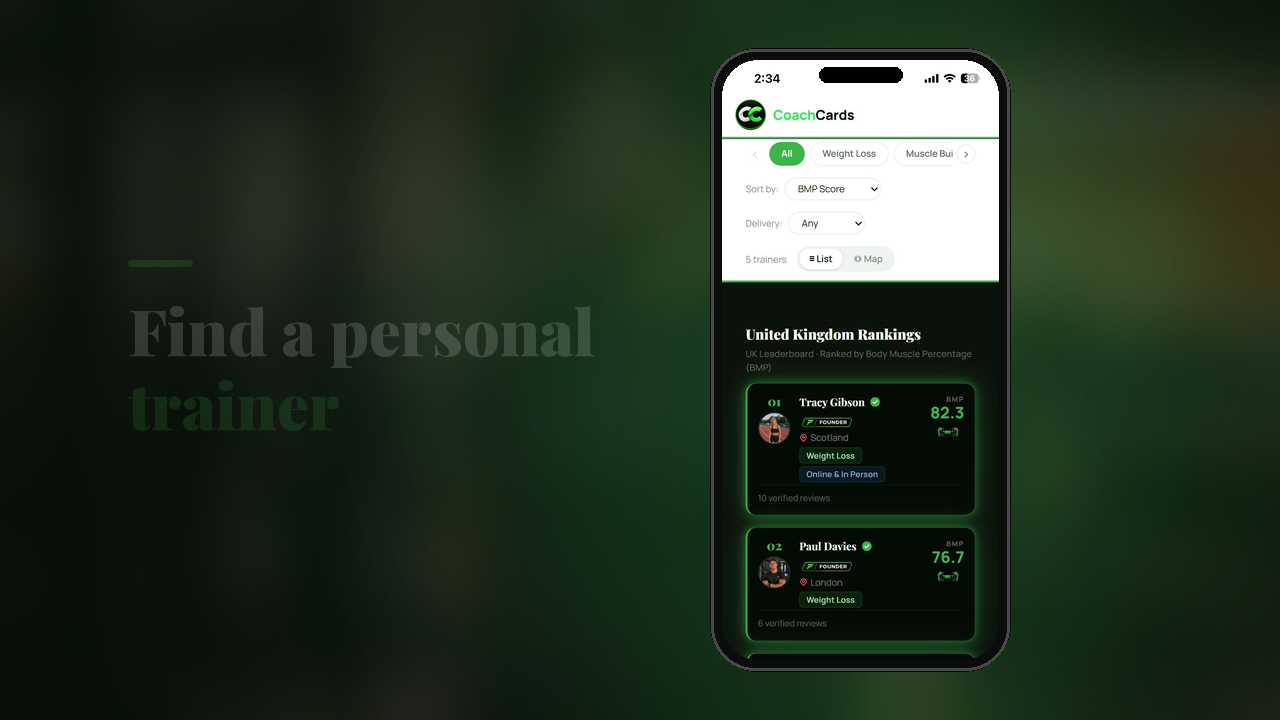 Find a personal
trainer
2:34
36
CC
CoachCards
All
Weight Loss
Muscle Bui
Sort by:
BMP Score
Delivery:
Any
5 trainers
List
Map
United Kingdom Rankings
UK Leaderboard · Ranked by Body Muscle Percentage
(BMP)
01
Tracy Gibson
BMP
82.3
FOUNDER
Scotland
Weight Loss
Online & In Person
10 verified reviews
02
Paul Davies
BMP
76.7
FOUNDER
London
Weight Loss
6 verified reviews